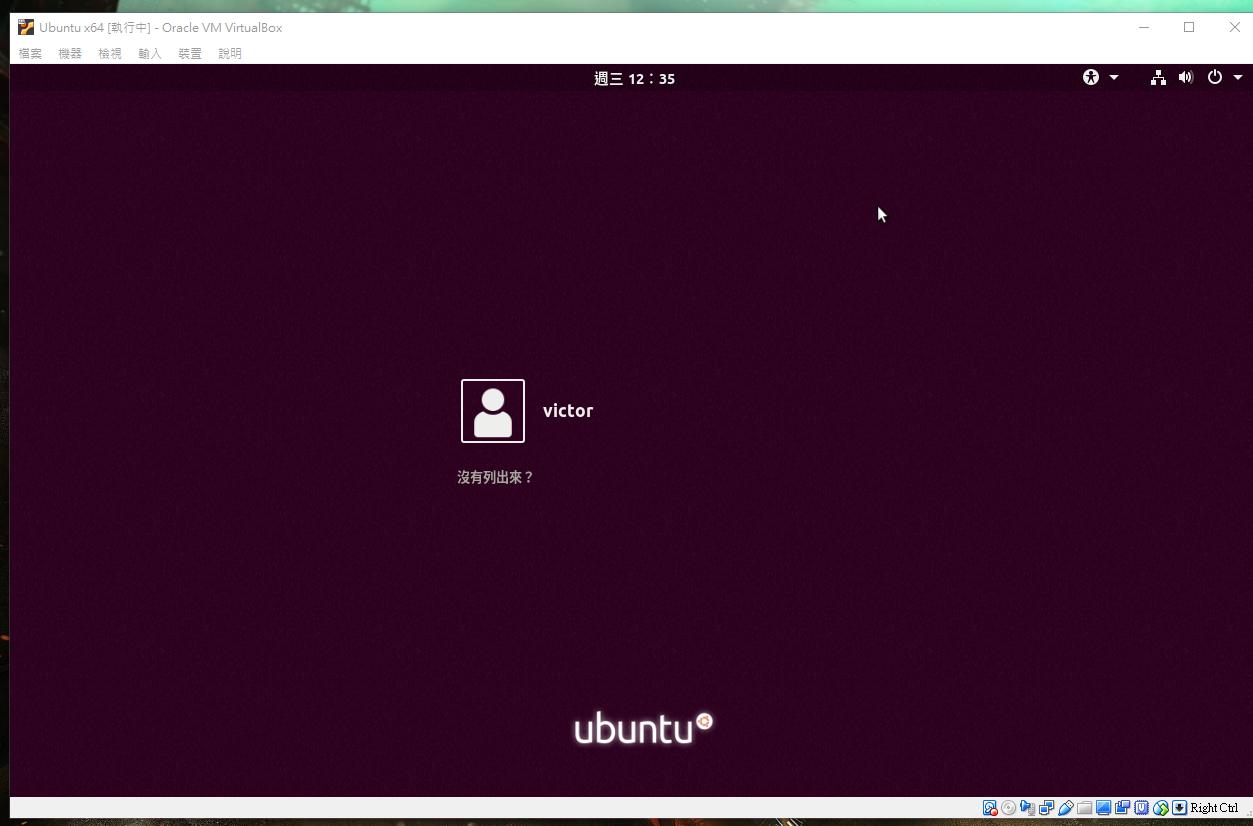 Ubuntu x64 [執行中] - Oracle VM VirtualBox
檔案 機器 檢視 輸入 裝置 說明
週三 12：35
victor
沒有列出來？
ubuntu
Right Ctrl